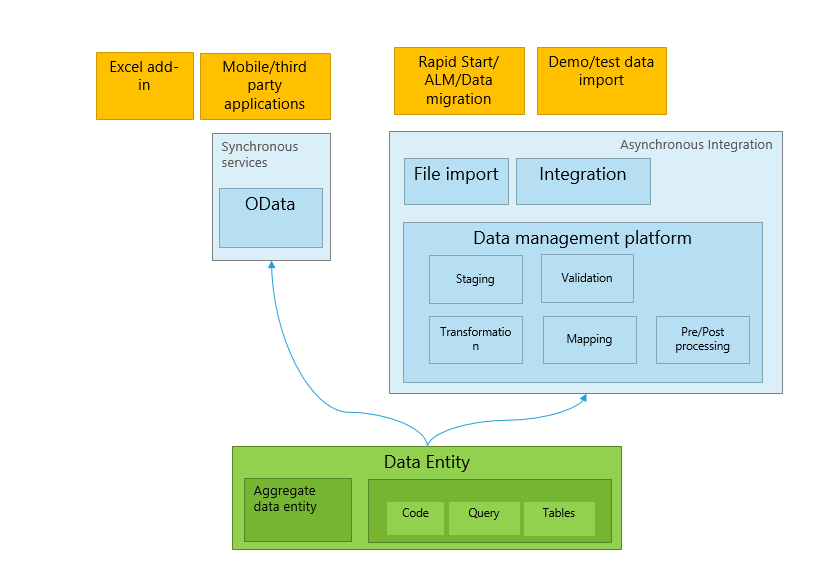 Excel add-
in
Mobile/third
party
applications
Rapid Start/
ALM/Data
migration
Demo/test data
import
Synchronous
services
OData
Asynchronous Integration
File import
Integration
Data management platform
Staging
Validation
Transformatio
n
Mapping
Pre/Post
processing
Data Entity
Aggregate
data entity
Code
Query
Tables